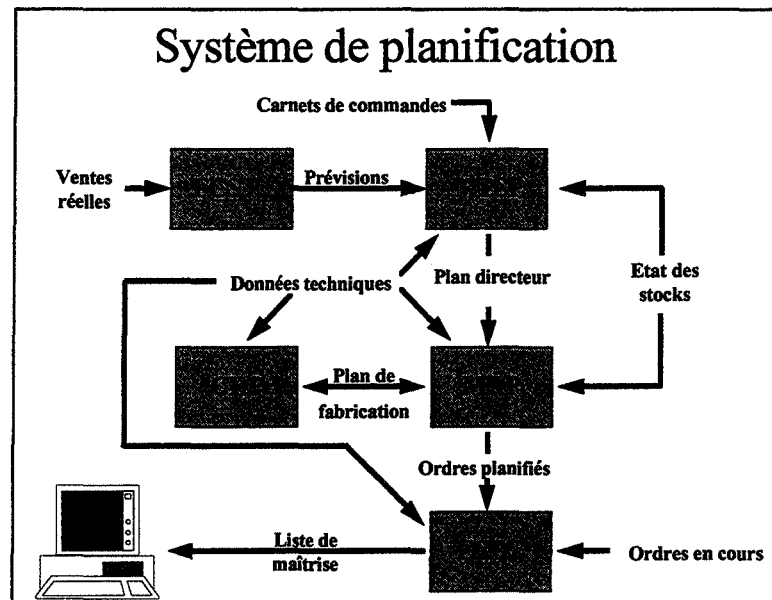 Système de planification
Carnets de commandes
Ventes
réelles
Prévisions
Données techniques
Plan directeur
Etat des
stocks
Plan de
fabrication
Ordres planifiés
Liste de
maîtrise
Ordres en cours